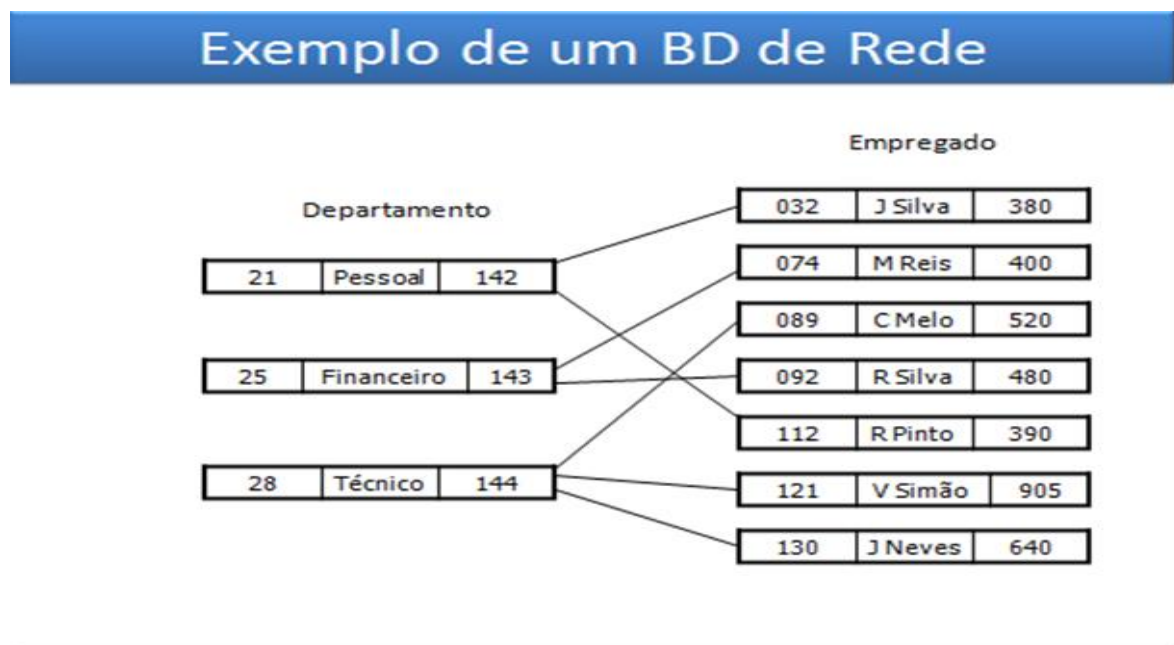 Exemplo de um BD de Rede
Empregado
Departamento
032 J Silva 380
074 M Reis 400
21 Pessoal 142
089 C Melo 520
25 Financeiro 143
092 R Silva 480
112 R Pinto 390
28 Técnico 144
121 V Simão 905
130 J Neves 640